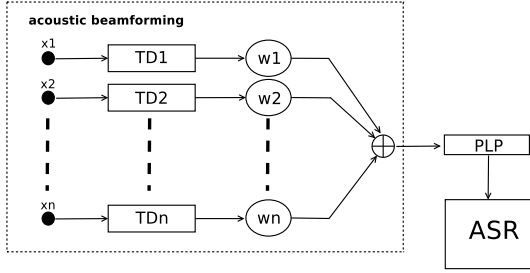 acoustic beamforming
x1
TD1
w1
x2
TD2
w2
PLP
xn
TDn
wn
ASR